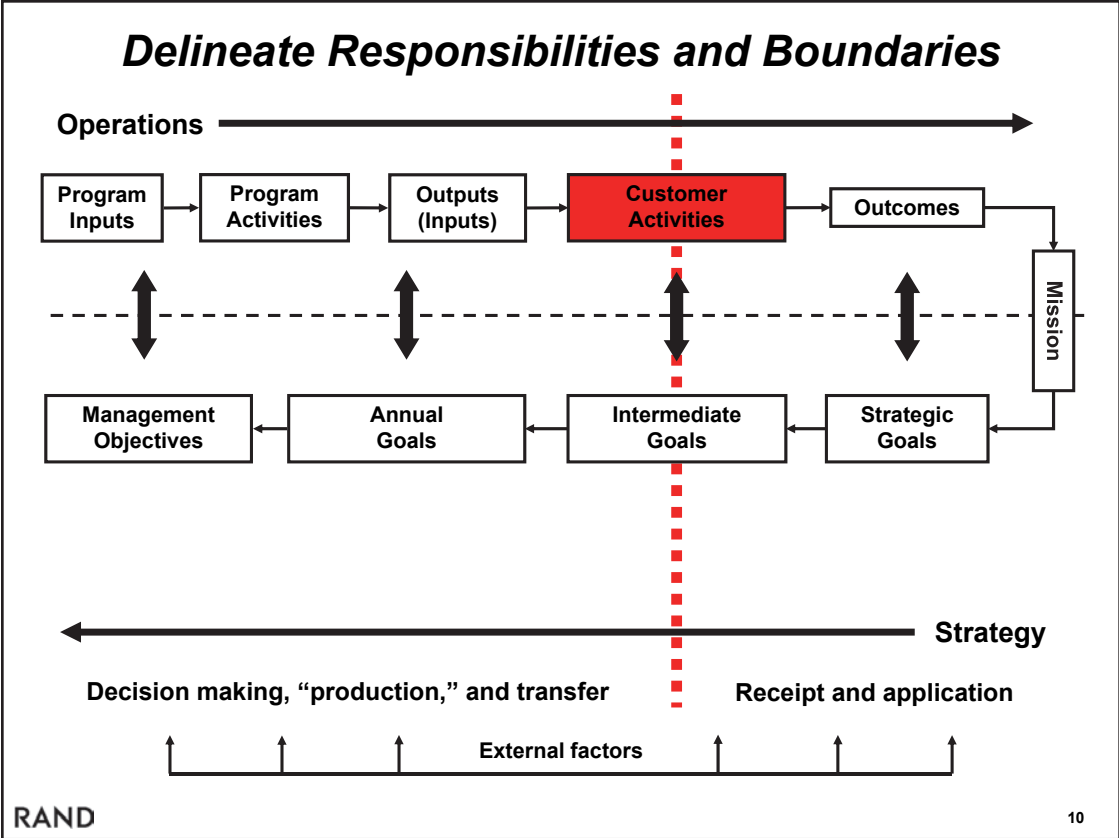 Delineate Responsibilities and Boundaries
Operations
Program
Inputs
Program
Activities
Outputs
(Inputs)
Customer
Activities
Outcomes
Mission
Management
Objectives
Annual
Goals
Intermediate
Goals
Strategic
Goals
Strategy
Decision making, “production,” and transfer
Receipt and application
External factors
RAND
10